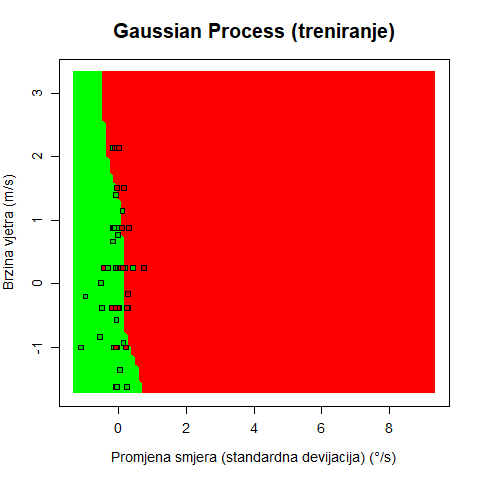 Gaussian Process (treniranje)
Brzina vjetra (m/s)
3
2
1
0
-1
0 2 4 6 8
Promjena smjera (standardna devijacija) (°/s)